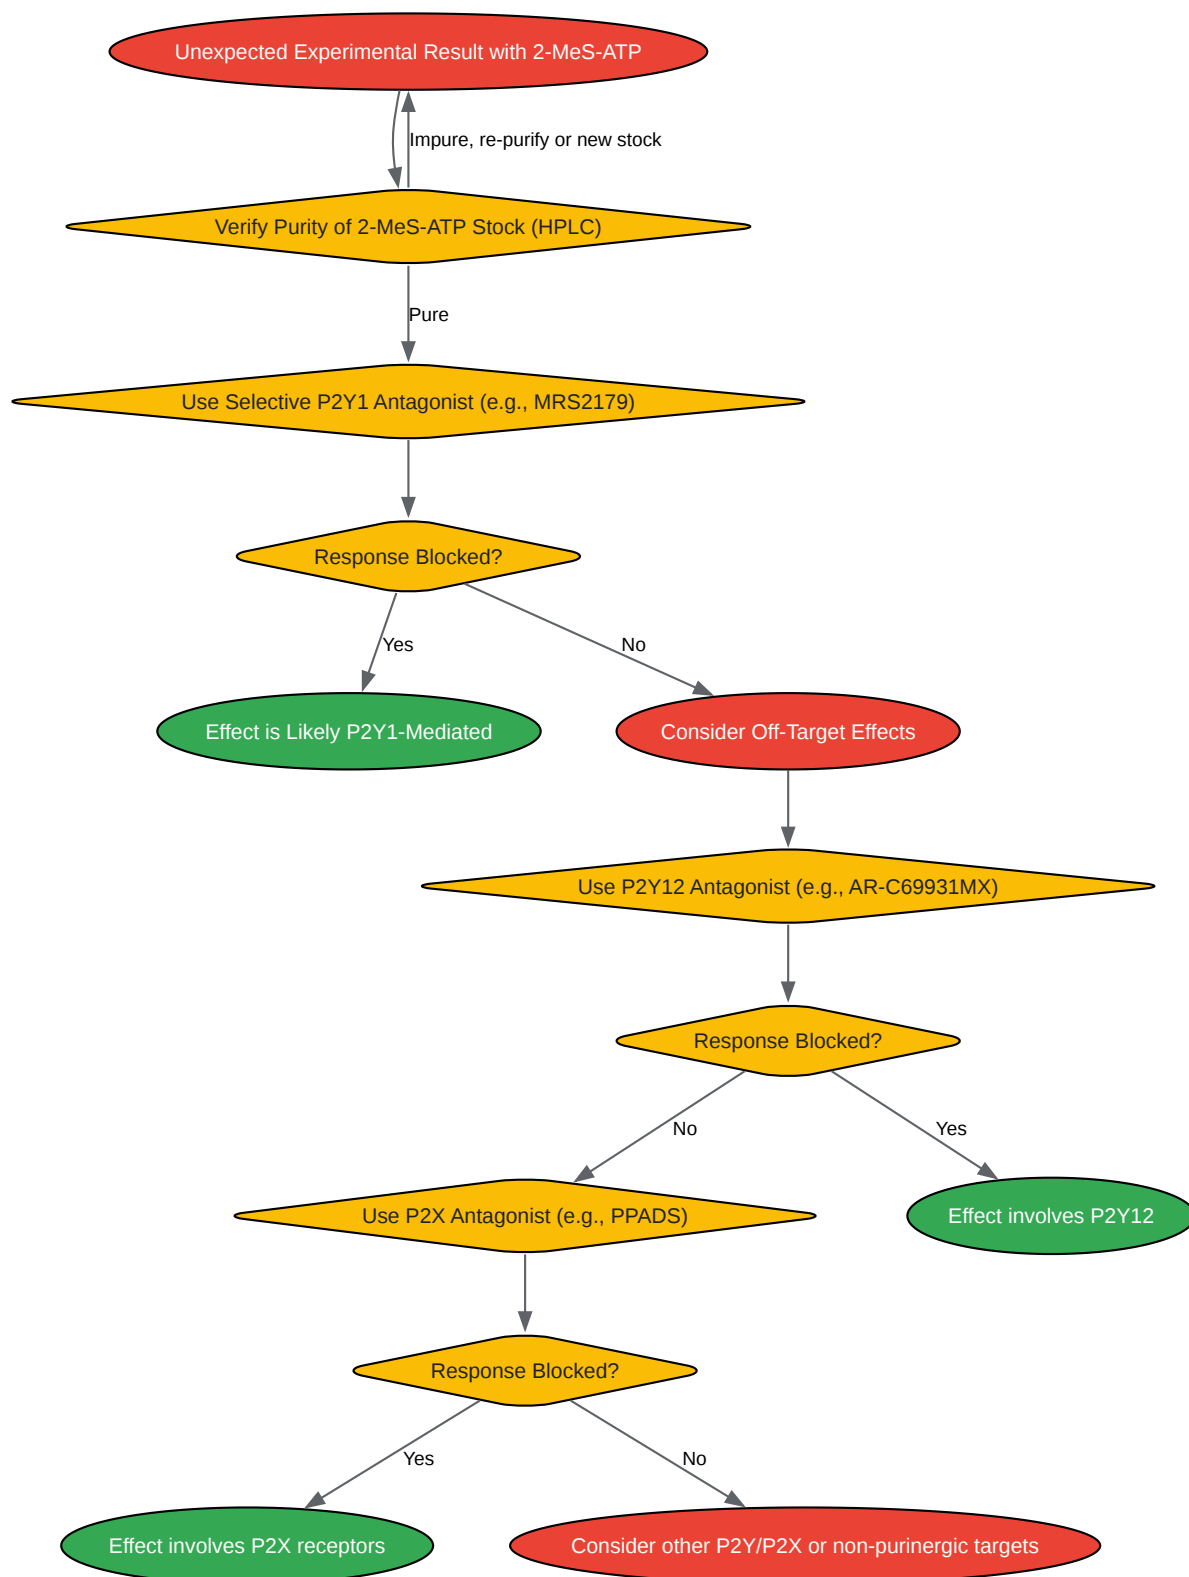 Unexpected Experimental Result with 2-MeS-ATP
Impure, re-purify or new stock
Verify Purity of 2-MeS-ATP Stock (HPLC)
Pure
Use Selective P2Y1 Antagonist (e.g., MRS2179)
Response Blocked?
Yes
No
Effect is Likely P2Y1-Mediated
Consider Off-Target Effects
Use P2Y12 Antagonist (e.g., AR-C69931MX)
Response Blocked?
No
Yes
Use P2X Antagonist (e.g., PPADS)
Effect involves P2Y12
Response Blocked?
Yes
No
Effect involves P2X receptors
Consider other P2Y/P2X or non-purinergic targets